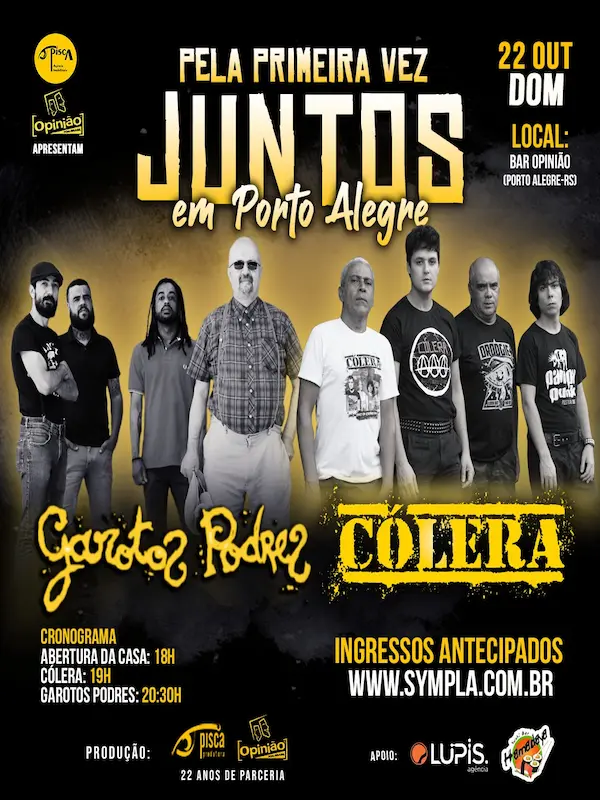 Pisca
Opinião
APRESENTAM
PELA PRIMEIRA VEZ
JUNTOS
em Porto Alegre
22 OUT
DOM
LOCAL:
BAR OPINIÃO
(PORTO ALEGRE-RS)
CÓLERA
CÓLERA
Garotos Podres
CÓLERA
CRONOGRAMA
ABERTURA DA CASA: 18H
CÓLERA: 19H
GAROTOS PODRES: 20:30H
INGRESSOS ANTECIPADOS
WWW.SYMPLA.COM.BR
PRODUÇÃO:
Pisca
produtora
Opinião
22 ANOS DE PARCERIA
APOIO:
LUPIS.
agência